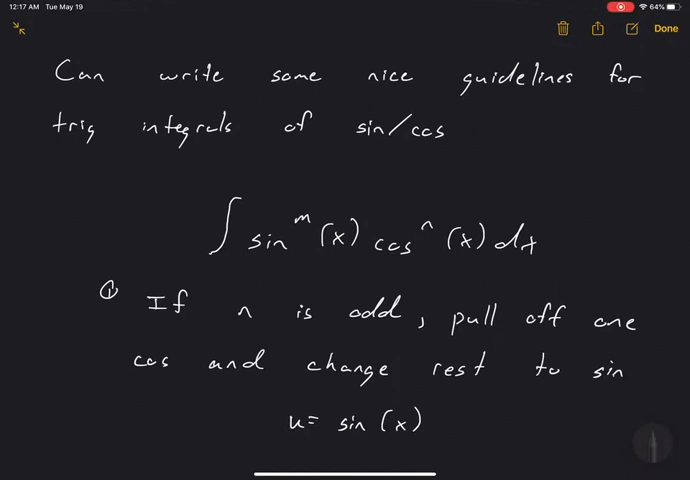 12:17 AM Tue May 19
64%
Done
Can write some nice guidelines for
trig integrals of sin/cos
∫ sin^m (x) cos^n (x) dx
① If n is odd, pull off one
cos and change rest to sin
u= sin(x)